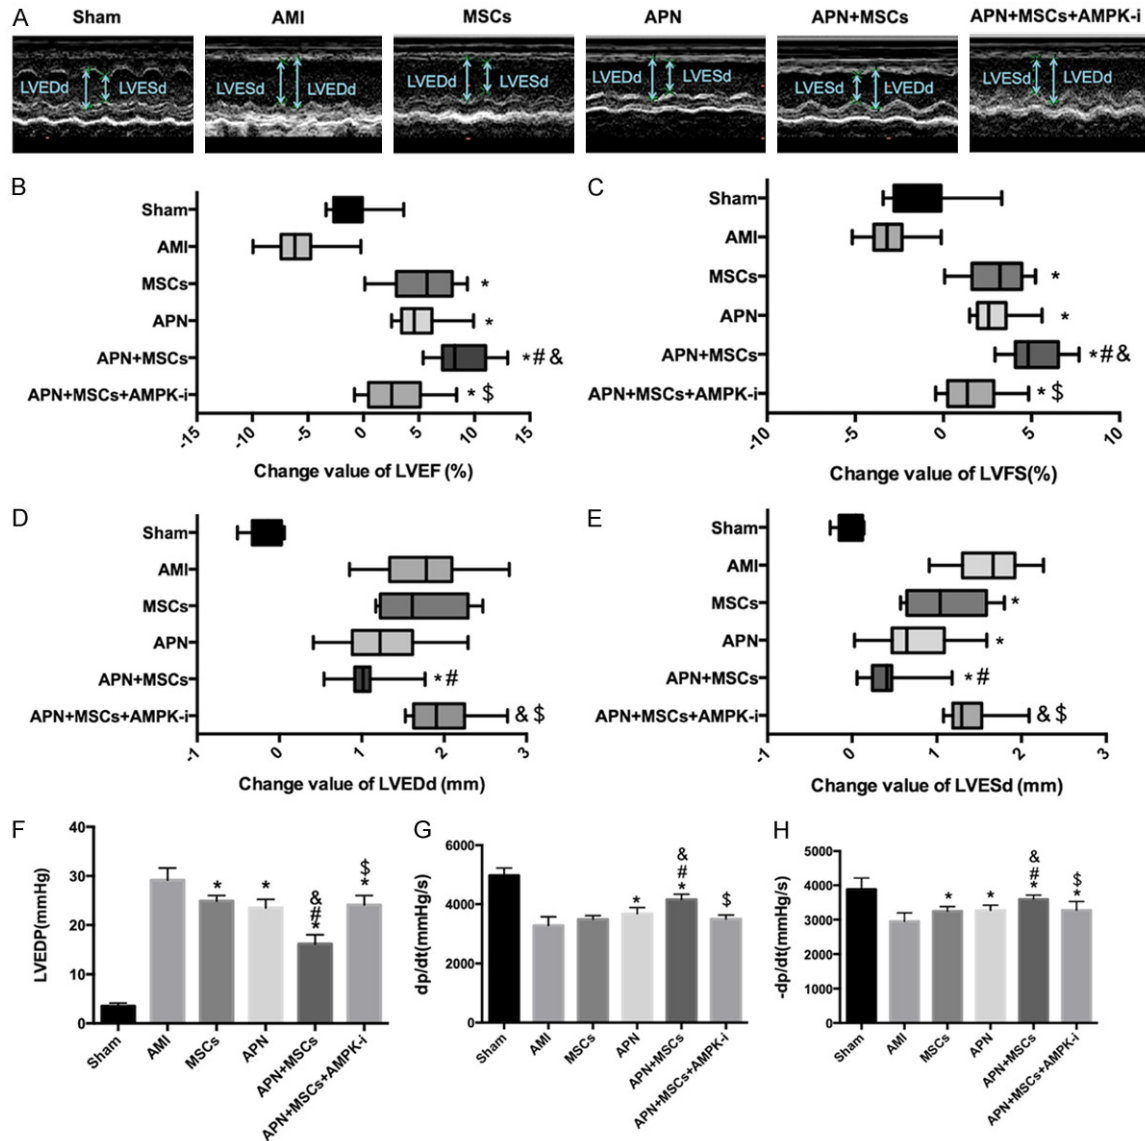 A
Sham
AMI
MSCs
APN
APN+MSCs
APN+MSCs+AMPK-i
LVEDd
LVESd
LVESd
LVEDd
LVEDd
LVESd
LVEDd
LVESd
LVESd
LVEDd
LVESd
LVEDd
B
Sham
AMI
MSCs
*
APN
*
APN+MSCs
*# &
APN+MSCs+AMPK-i
* $
-15
-10
-5
0
5
10
15
Change value of LVEF (%)
C
Sham
AMI
MSCs
*
APN
*
APN+MSCs
*# &
APN+MSCs+AMPK-i
* $
-10
-5
0
5
10
Change value of LVFS(%)
D
Sham
AMI
MSCs
APN
APN+MSCs
* #
APN+MSCs+AMPK-i
& $
-1
0
1
2
3
Change value of LVEDd (mm)
E
Sham
AMI
MSCs
*
APN
*
APN+MSCs
* #
APN+MSCs+AMPK-i
& $
-1
0
1
2
3
Change value of LVESd (mm)
F
LVEDP(mmHg)
40
30
20
10
0
*
*
&
#
*
$
*
Sham
AMI
MSCs
APN
APN+MSCs
APN+MSCs+AMPK-i
G
dp/dt(mmHg/s)
6000
4000
2000
0
*
&
#
*
$
Sham
AMI
MSCs
APN
APN+MSCs
APN+MSCs+AMPK-i
H
-dp/dt(mmHg/s)
5000
4000
3000
2000
1000
0
*
*
&
#
*
$
*
Sham
AMI
MSCs
APN
APN+MSCs
APN+MSCs+AMPK-i